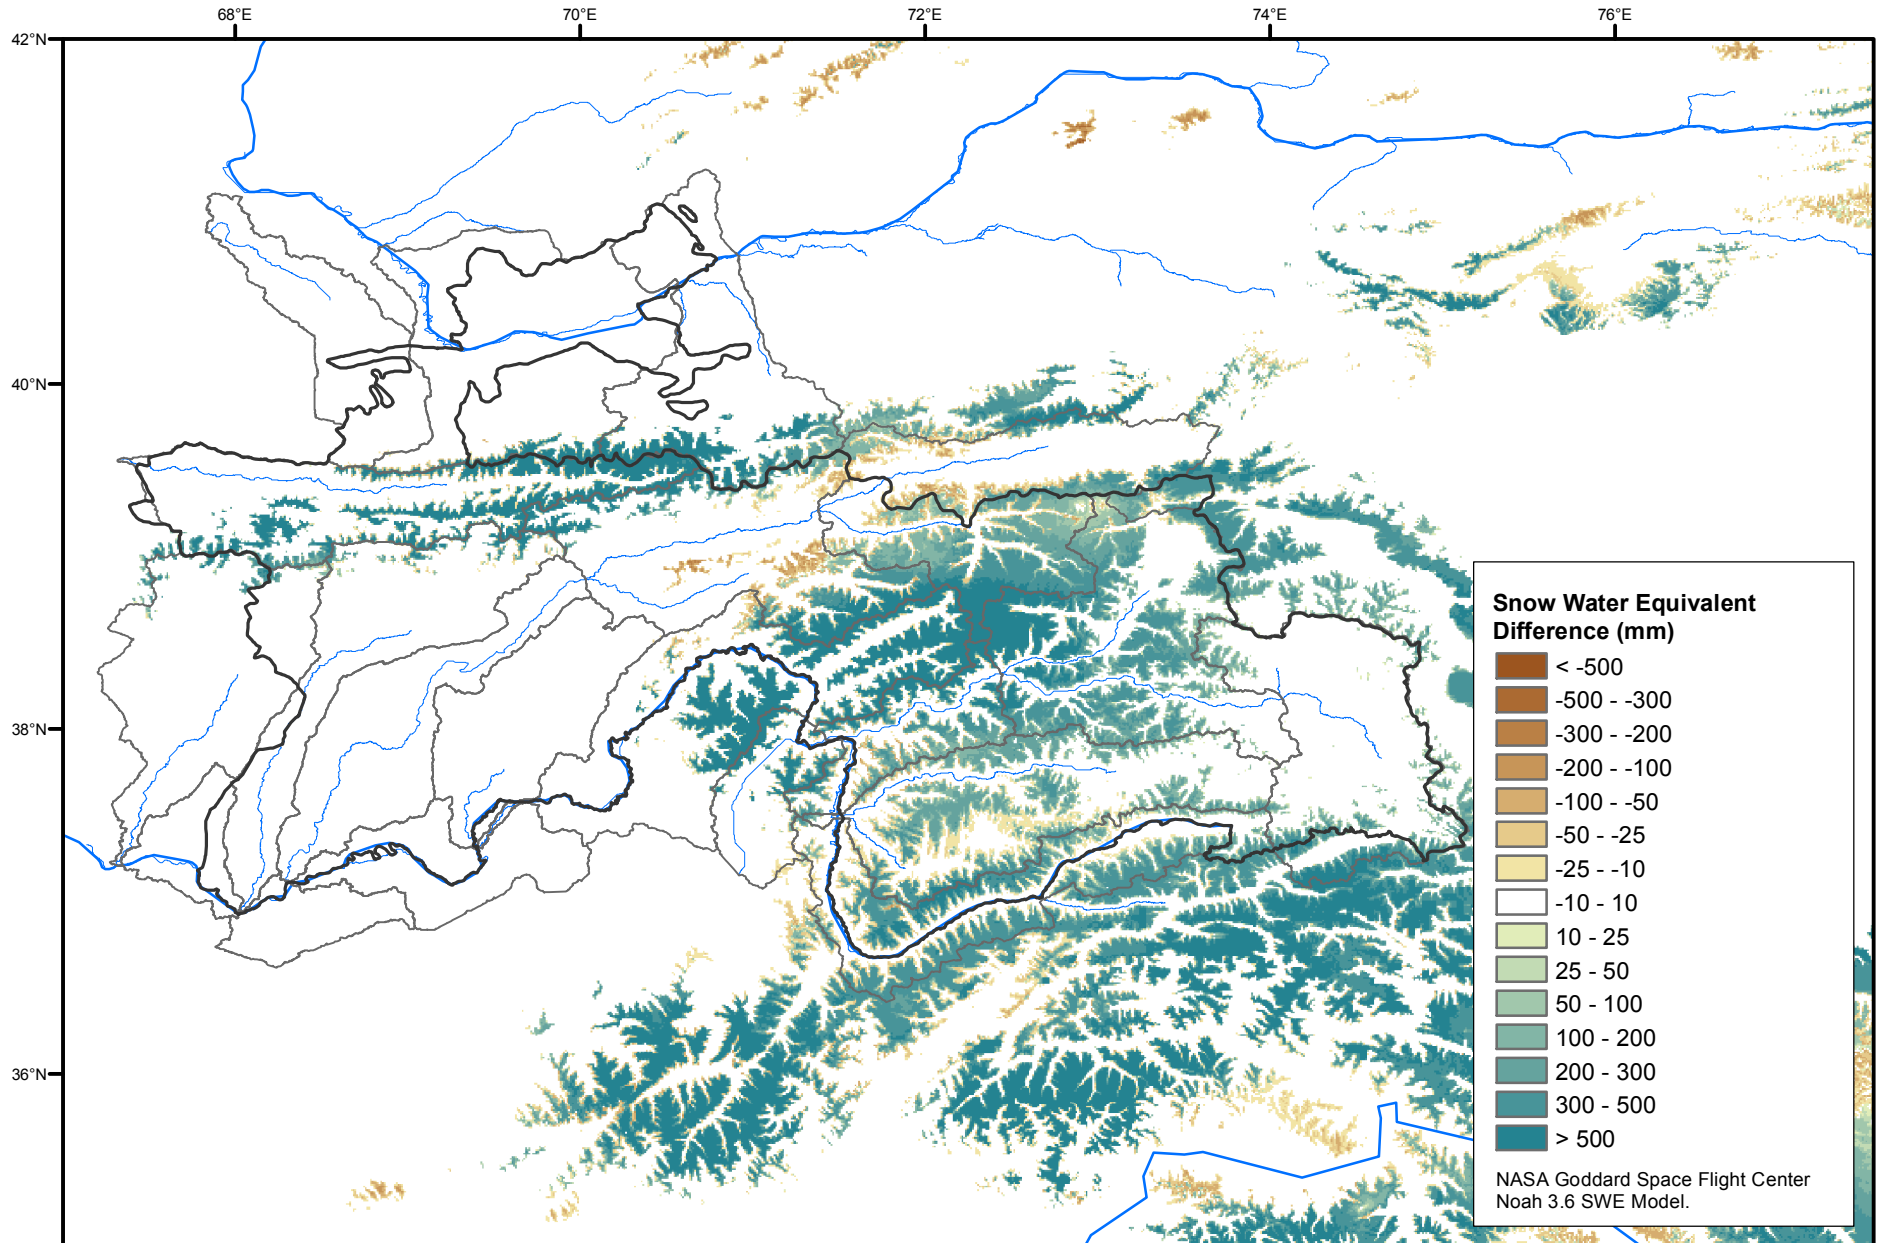 68°E 70°E 72°E 74°E 76°E
42°N
40°N
38°N
36°N
Snow Water Equivalent
Difference (mm)
< -500
-500 - -300
-300 - -200
-200 - -100
-100 - -50
-50 - -25
-25 - -10
-10 - 10
10 - 25
25 - 50
50 - 100
100 - 200
200 - 300
300 - 500
> 500
NASA Goddard Space Flight Center
Noah 3.6 SWE Model.